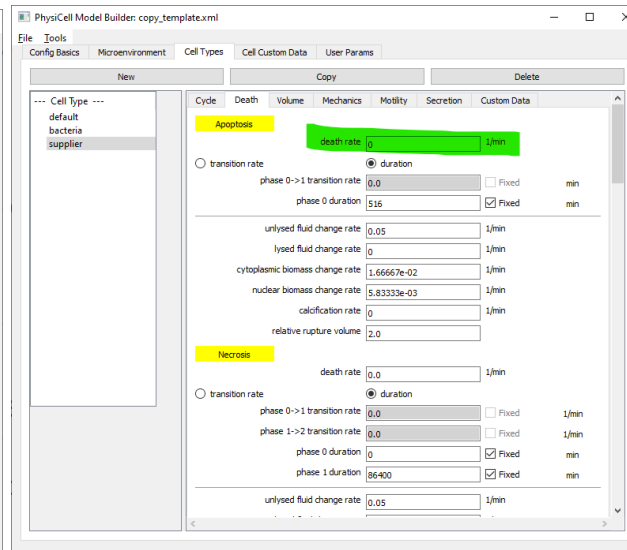 PhysiCell Model Builder: copy_template.xml
File Tools
Config Basics Microenvironment Cell Types Cell Custom Data User Params
New Copy Delete
--- Cell Type ---
default
bacteria
supplier
Cycle Death Volume Mechanics Motility Secretion Custom Data
Apoptosis
death rate 0 1/min
transition rate duration
phase 0->1 transition rate 0.0 Fixed min
phase 0 duration 516 Fixed min
unlysed fluid change rate 0.05 1/min
lysed fluid change rate 0 1/min
cytoplasmic biomass change rate 1.66667e-02 1/min
nuclear biomass change rate 5.83333e-03 1/min
calcification rate 0 1/min
relative rupture volume 2.0
Necrosis
death rate 0.0 1/min
transition rate duration
phase 0->1 transition rate 0.0 Fixed 1/min
phase 1->2 transition rate 0.0 Fixed 1/min
phase 0 duration 0 Fixed min
phase 1 duration 86400 Fixed min
unlysed fluid change rate 0.05 1/min